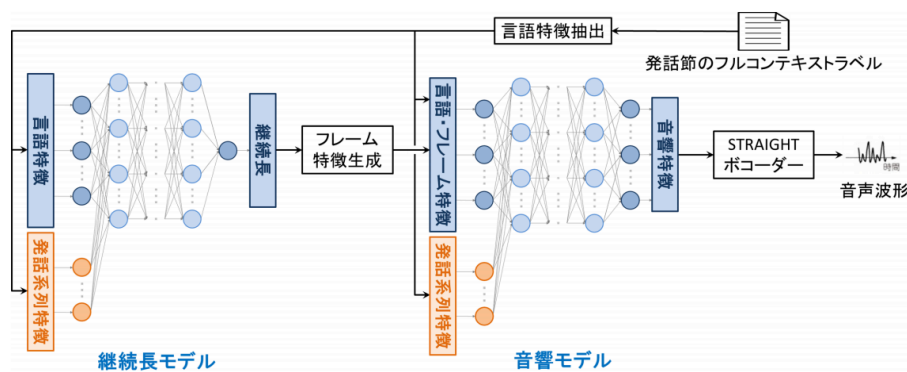 言語特徴抽出
発話節のフルコンテキストラベル
言語特徴
継続長
フレーム
特徴生成
言語・フレーム特徴
音響特徴
STRAIGHT
ボコーダー
時間
音声波形
発話系列特徴
発話系列特徴
継続長モデル
音響モデル